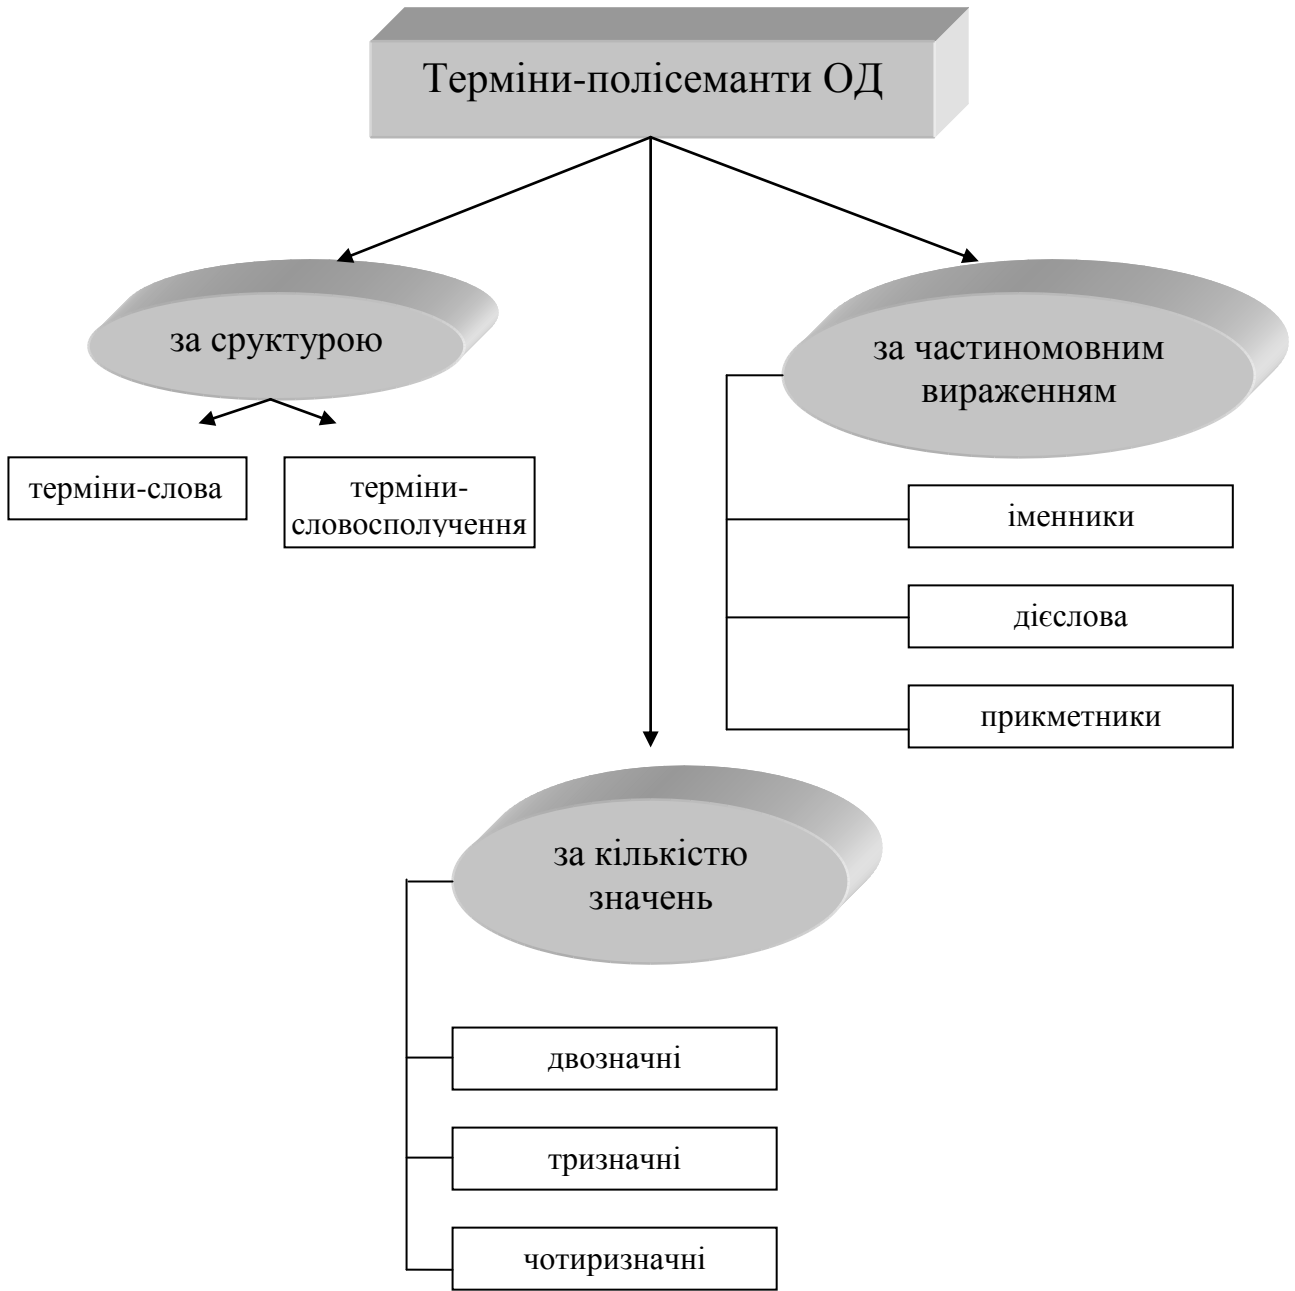 Терміни-полісеманти ОД
за сруктурою
терміни-слова
терміни-
словосполучення
за частиномовним
вираженням
іменники
дієслова
прикметники
за кількістю
значень
двозначні
тризначні
чотиризначні